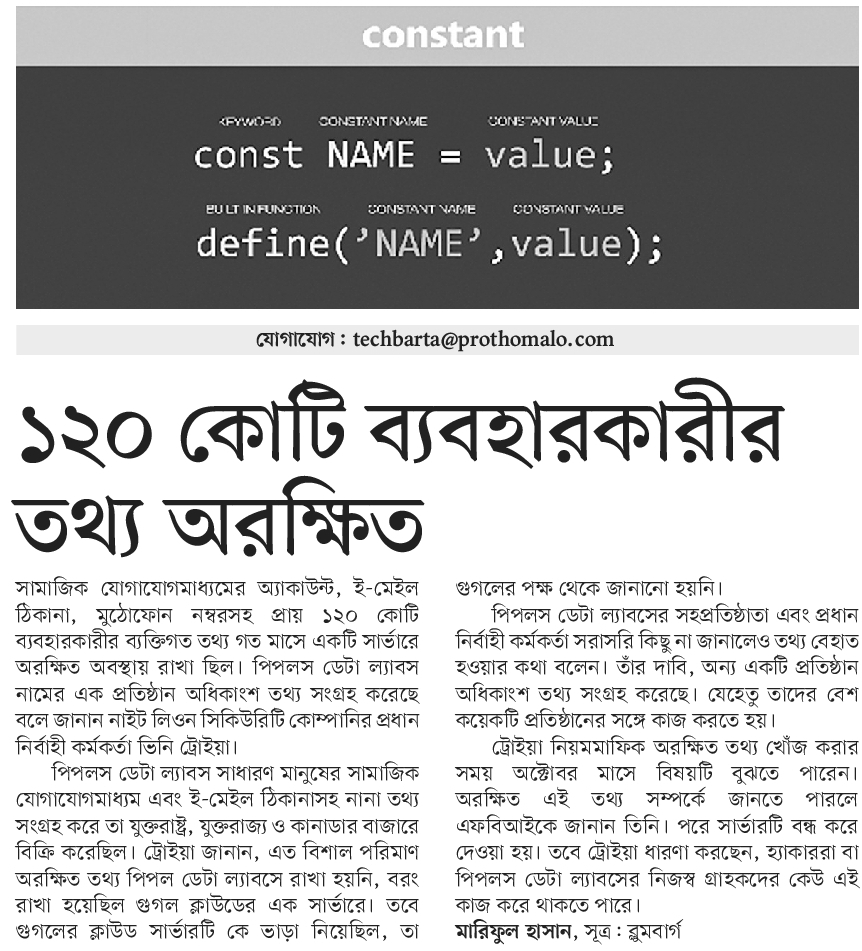 constant
KEYWORD CONSTANT NAME CONSTANT VALUE
const NAME = value;
BUILT IN FUNCTION CONSTANT NAME CONSTANT VALUE
define(’NAME’,value);
যোগাযোগ : techbarta@prothomalo.com
১২০ কোটি ব্যবহারকারীর
তথ্য অরক্ষিত
সামাজিক যোগাযোগমাধ্যমের অ্যাকাউন্ট, ই-মেইল
ঠিকানা, মুঠোফোন নম্বরসহ প্রায় ১২০ কোটি
ব্যবহারকারীর ব্যক্তিগত তথ্য গত মাসে একটি সার্ভারে
অরক্ষিত অবস্থায় রাখা ছিল। পিপলস ডেটা ল্যাবস
নামের এক প্রতিষ্ঠান অধিকাংশ তথ্য সংগ্রহ করেছে
বলে জানান নাইট লিওন সিকিউরিটি কোম্পানির প্রধান
নির্বাহী কর্মকর্তা ভিনি ট্রোইয়া।
পিপলস ডেটা ল্যাবস সাধারণ মানুষের সামাজিক
যোগাযোগমাধ্যম এবং ই-মেইল ঠিকানাসহ নানা তথ্য
সংগ্রহ করে তা যুক্তরাষ্ট্র, যুক্তরাজ্য ও কানাডার বাজারে
বিক্রি করেছিল। ট্রোইয়া জানান, এত বিশাল পরিমাণ
অরক্ষিত তথ্য পিপল ডেটা ল্যাবসে রাখা হয়নি, বরং
রাখা হয়েছিল গুগল ক্লাউডের এক সার্ভারে। তবে
গুগলের ক্লাউড সার্ভারটি কে ভাড়া নিয়েছিল, তা
গুগলের পক্ষ থেকে জানানো হয়নি।
পিপলস ডেটা ল্যাবসের সহপ্রতিষ্ঠাতা এবং প্রধান
নির্বাহী কর্মকর্তা সরাসরি কিছু না জানালেও তথ্য বেহাত
হওয়ার কথা বলেন। তাঁর দাবি, অন্য একটি প্রতিষ্ঠান
অধিকাংশ তথ্য সংগ্রহ করেছে। যেহেতু তাদের বেশ
কয়েকটি প্রতিষ্ঠানের সঙ্গে কাজ করতে হয়।
ট্রোইয়া নিয়মমাফিক অরক্ষিত তথ্য খোঁজ করার
সময় অক্টোবর মাসে বিষয়টি বুঝতে পারেন।
অরক্ষিত এই তথ্য সম্পর্কে জানতে পারলে
এফবিআইকে জানান তিনি। পরে সার্ভারটি বন্ধ করে
দেওয়া হয়। তবে ট্রোইয়া ধারণা করছেন, হ্যাকাররা বা
পিপলস ডেটা ল্যাবসের নিজস্ব গ্রাহকদের কেউ এই
কাজ করে থাকতে পারে।
মারিফুল হাসান, সূত্র : ব্লুমবার্গ